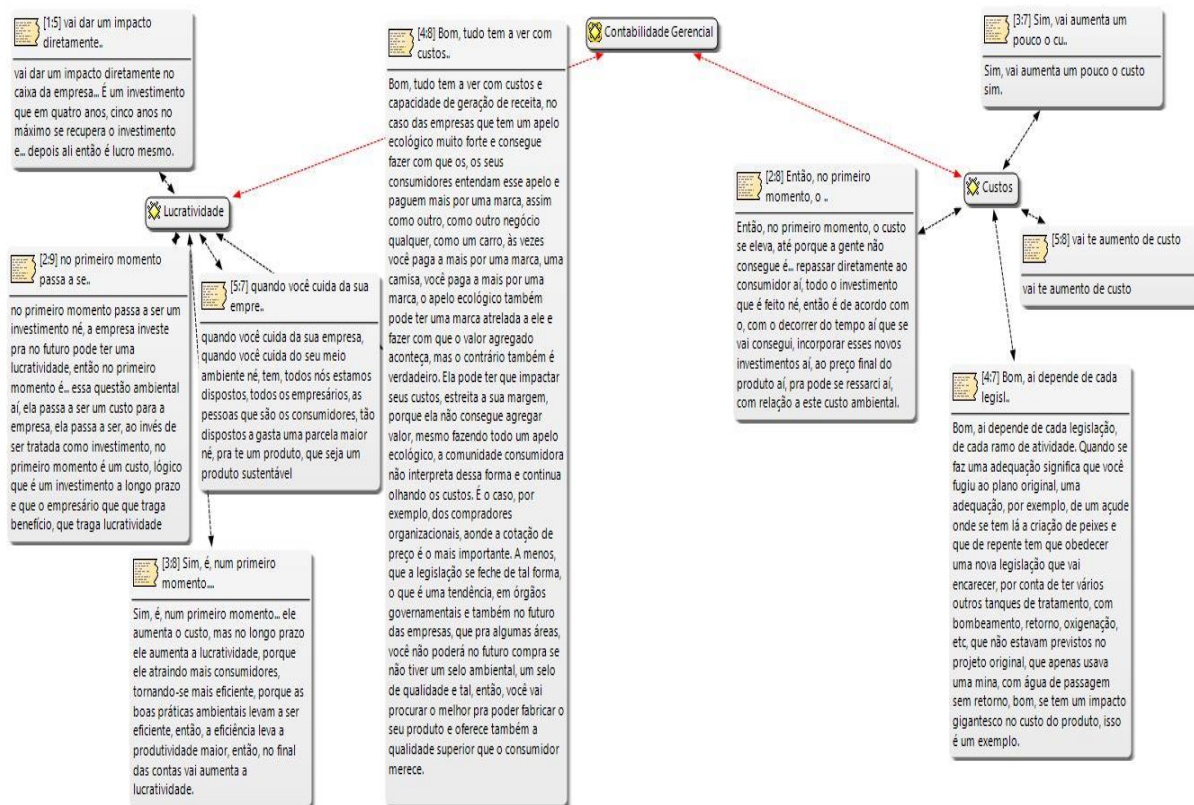 [1:5] vai dar um impacto
diretamente..
vai dar um impacto diretamente no
caixa da empresa... É um investimento
que em quatro anos, cinco anos no
máximo se recupera o investimento
e... depois ali então é lucro mesmo.
Lucratividade
[2:9] no primeiro momento
passa a se..
no primeiro momento passa a ser um
investimento né, a empresa investe
pra no futuro pode ter uma
lucratividade, então no primeiro
momento é... essa questão ambiental
aí, ela passa a ser um custo para a
empresa, ela passa a ser, ao invés de
ser tratada como investimento, no
primeiro momento é um custo, lógico
que é um investimento a longo prazo
e que o empresário que que traga
benefício, que traga lucratividade
[5:7] quando você cuida da sua
empre..
quando você cuida da sua empresa,
quando você cuida do seu meio
ambiente né, tem, todos nós estamos
dispostos, todos os empresários, as
pessoas que são os consumidores, tão
dispostos a gasta uma parcela maior
né, pra te um produto, que seja um
produto sustentável
[3:8] Sim, é, num primeiro
momento....
Sim, é, num primeiro momento... ele
aumenta o custo, mas no longo prazo
ele aumenta a lucratividade, porque
ele atraindo mais consumidores,
tornando-se mais eficiente, porque as
boas práticas ambientais levam a ser
eficiente, então, a eficiência leva a
produtividade maior, então, no final
das contas vai aumenta a
lucratividade.
[4:8] Bom, tudo tem a ver com
custos..
Bom, tudo tem a ver com custos e
capacidade de geração de receita, no
caso das empresas que tem um apelo
ecológico muito forte e consegue
fazer com que os, os seus
consumidores entendam esse apelo e
paguem mais por uma marca, assim
como outro, como outro negócio
qualquer, como um carro, às vezes
você paga a mais por uma marca, uma
camisa, você paga a mais por uma
marca, o apelo ecológico também
pode ter uma marca atrelada a ele e
fazer com que o valor agregado
aconteça, mas o contrário também é
verdadeiro. Ela pode ter que impactar
seus custos, estreita a sua margem,
porque ela não consegue agregar
valor, mesmo fazendo todo um apelo
ecológico, a comunidade consumidora
não interpreta dessa forma e continua
olhando os custos. É o caso, por
exemplo, dos compradores
organizacionais, aonde a cotação de
preço é o mais importante. A menos,
que a legislação se feche de tal forma,
o que é uma tendência, em órgãos
governamentais e também no futuro
das empresas, que pra algumas áreas,
você não poderá no futuro compra se
não tiver um selo ambiental, um selo
de qualidade e tal, então, você vai
procurar o melhor pra poder fabricar o
seu produto e oferece também a
qualidade superior que o consumidor
merece.
Contabilidade Gerencial
[3:7] Sim, vai aumenta um
pouco o cu..
Sim, vai aumenta um pouco o custo
sim.
Custos
[2:8] Então, no primeiro
momento, o ..
Então, no primeiro momento, o custo
se eleva, até porque a gente não
consegue é... repassar diretamente ao
consumidor aí, todo o investimento
que é feito né, então é de acordo com
o, com o decorrer do tempo aí que se
vai consegui, incorporar esses novos
investimentos aí, ao preço final do
produto aí, pra pode se ressarci aí,
com relação a este custo ambiental.
[5:8] vai te aumento de custo
vai te aumento de custo
[4:7] Bom, ai depende de cada
legisl..
Bom, ai depende de cada legislação,
de cada ramo de atividade. Quando se
faz uma adequação significa que você
fugiu ao plano original, uma
adequação, por exemplo, de um açude
onde se tem lá a criação de peixes e
que de repente tem que obedecer
uma nova legislação que vai
encarecer, por conta de ter vários
outros tanques de tratamento, com
bombeamento, retorno, oxigenação,
etc, que não estavam previstos no
projeto original, que apenas usava
uma mina, com água de passagem
sem retorno, bom, se tem um impacto
gigantesco no custo do produto, isso
é um exemplo.